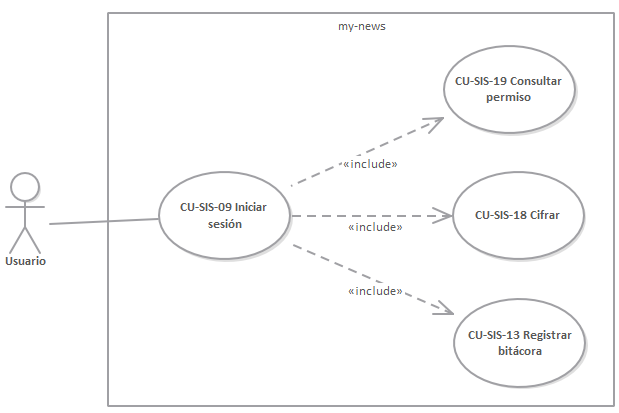 my-news
CU-SIS-19 Consultar
permiso
«include»
CU-SIS-09 Iniciar
sesión
CU-SIS-18 Cifrar
«include»
Usuario
«include»
CU-SIS-13 Registrar
bitácora